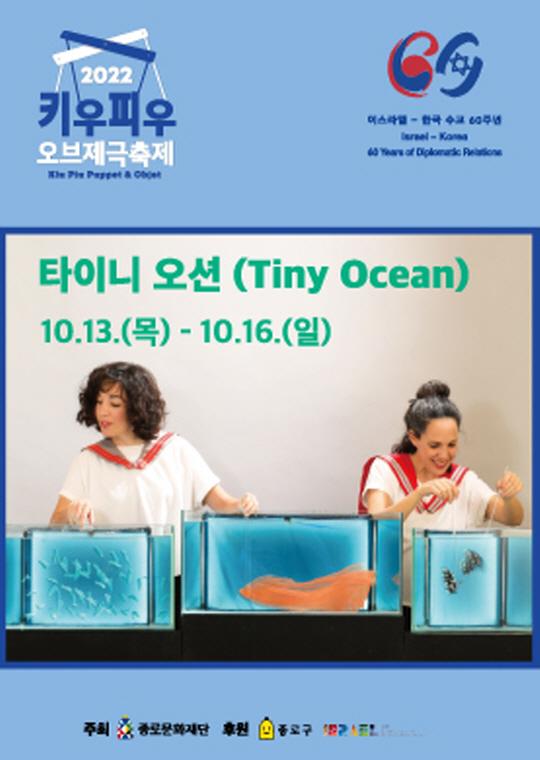 2022
키우피우
오브제극축제
Kiu Piu Puppet & Objet
이스라엘 - 한국 수교 60주년
Israel - Korea
60 Years of Diplomatic Relations
타이니 오션 (Tiny Ocean)
10.13.(목) - 10.16.(일)
주최 종로문화재단 후원 종로구